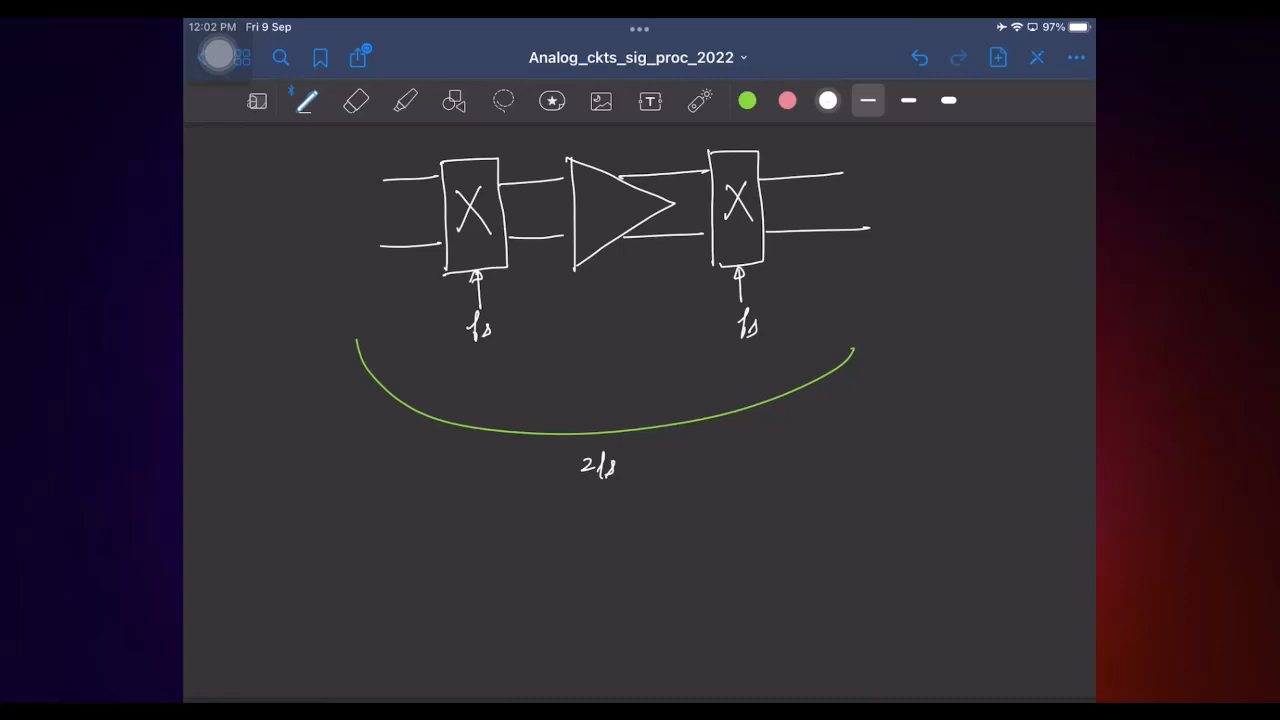 12:02 PM Fri 9 Sep
97%
Analog_ckts_sig_proc_2022
T
X
X
fs
fs
2fs